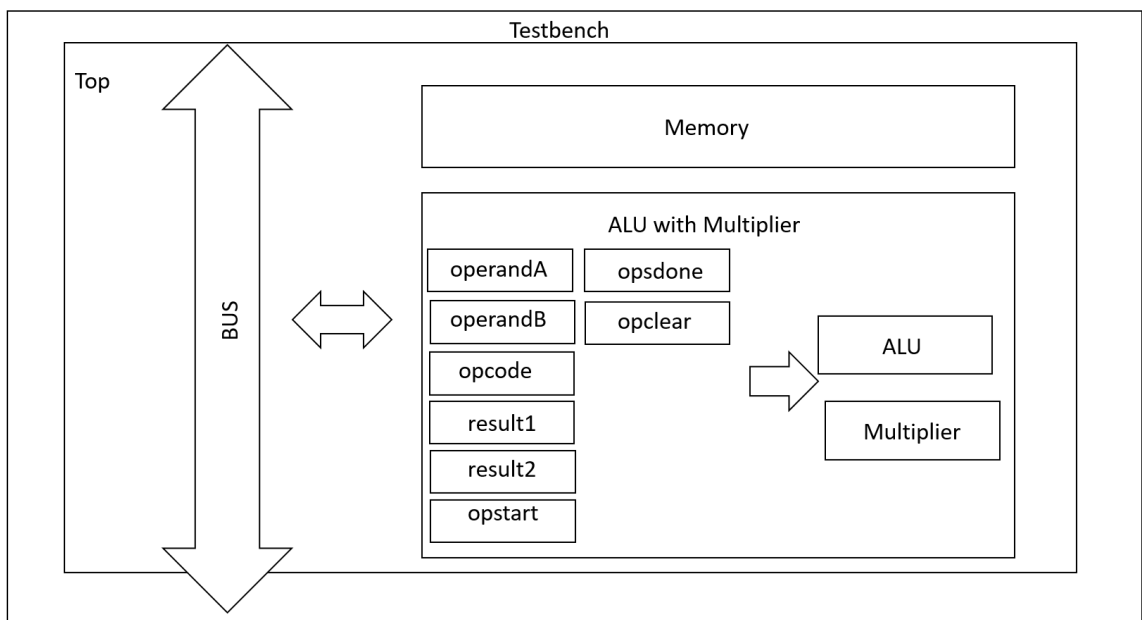 Testbench
Top
Memory
BUS
ALU with Multiplier
operandA
opsdone
operandB
opclear
opcode
result1
result2
opstart
ALU
Multiplier